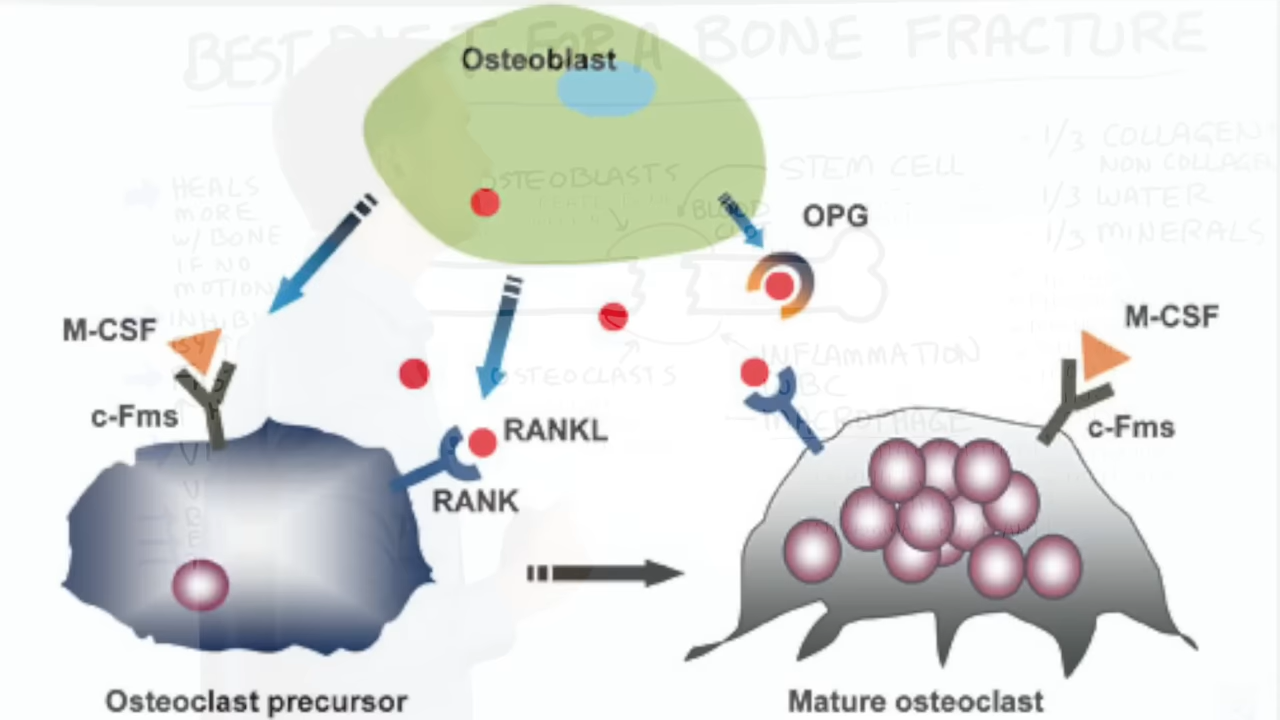 BEST DIET FOR A BONE FRACTURE
Osteoblast
1/3 COLLAGEN
NON COLLAGEN
STEM CELL
OSTEOBLASTS
HEALS
MORE
W/ BONE
IF NO
MOTION
1/3 WATER
1/3 MINERALS
BLOOD
OPG
M-CSF
M-CSF
INFLAMMATION
WBC
OSTEOCLASTS
MACROPHAGE
c-Fms
c-Fms
RANKL
RANK
Osteoclast precursor
Mature osteoclast